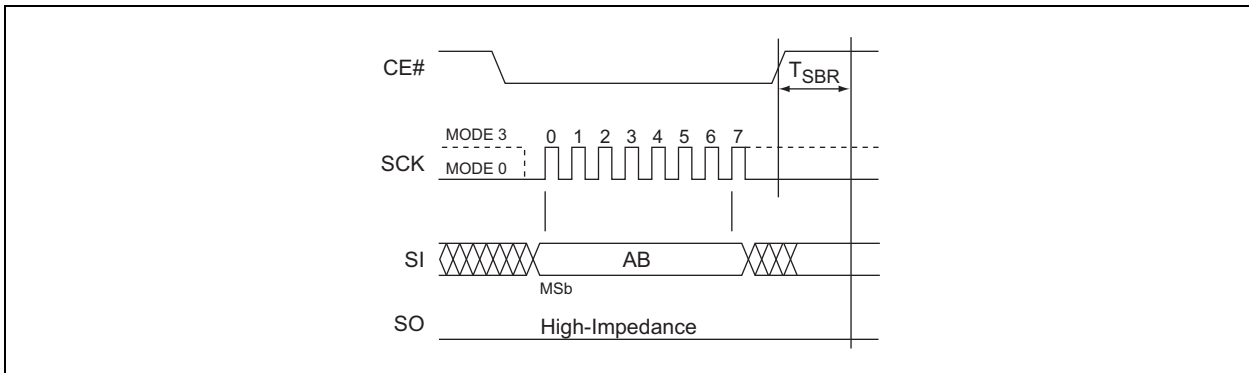 CE#
T_SBR
MODE 3
0 1 2 3 4 5 6 7
SCK
MODE 0
SI
AB
MSb
SO
High-Impedance